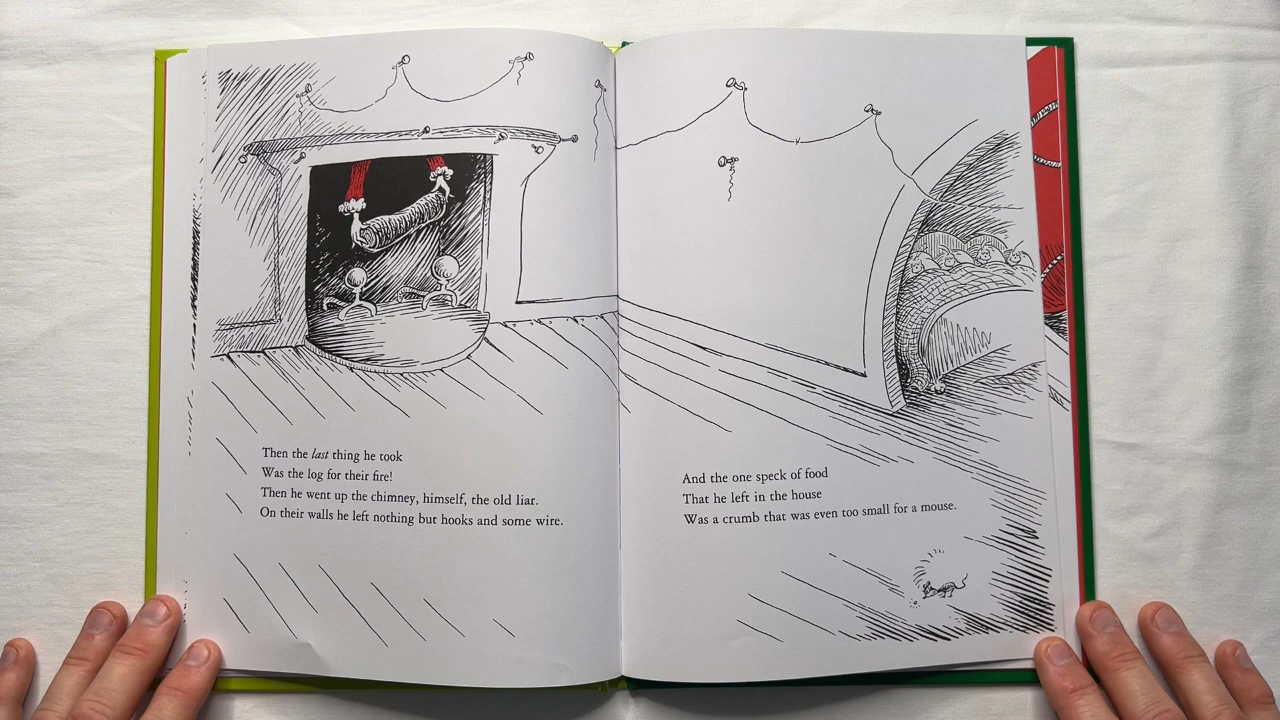 Then the last thing he took
Was the log for their fire!
Then he went up the chimney, himself, the old liar.
On their walls he left nothing but hooks and some wire.
And the one speck of food
That he left in the house
Was a crumb that was even too small for a mouse.